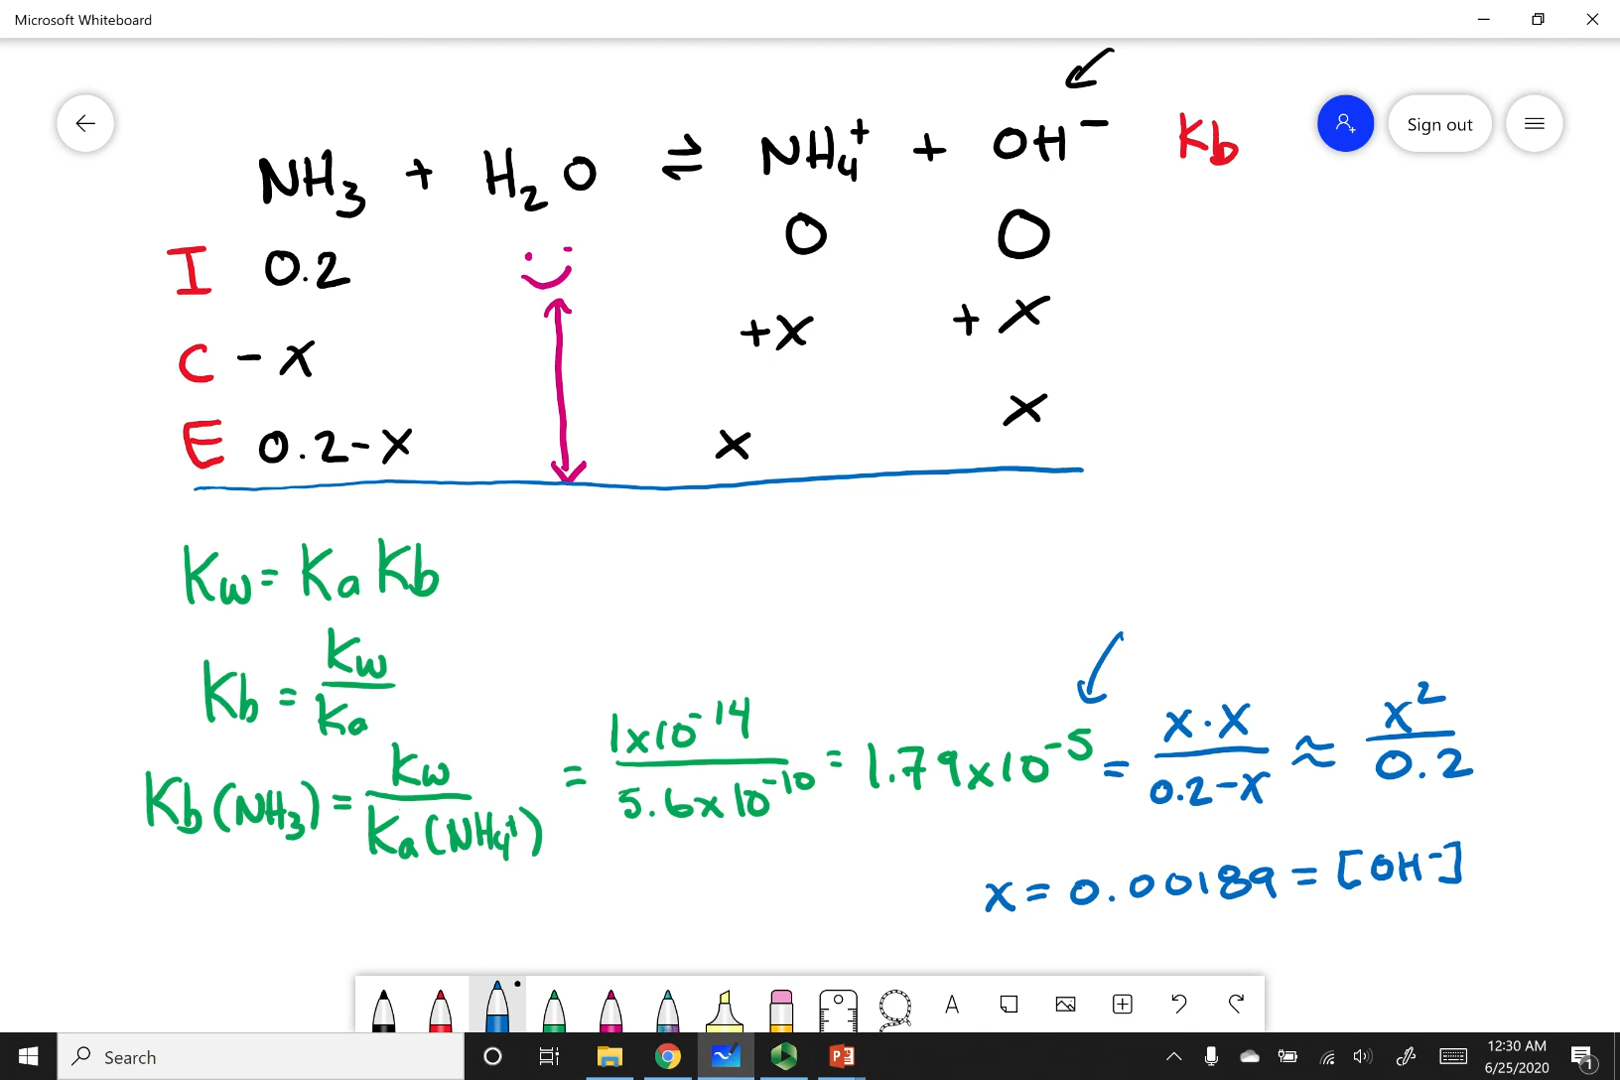 Microsoft Whiteboard
NH₃ + H₂O ⇌ NH₄⁺ + OH⁻ Kb
Sign out
I 0.2 0 0
C -x +x +x
E 0.2-x x x
Kw = Ka Kb
Kb = Kw/Ka
Kb(NH₃) = Kw/Ka(NH₄⁺) = 1x10⁻¹⁴/5.6x10⁻¹⁰ = 1.79x10⁻⁵ = x·x/0.2-x ≈ x²/0.2
x = 0.00189 = [OH⁻]
A
Search
12:30 AM
6/25/2020
1